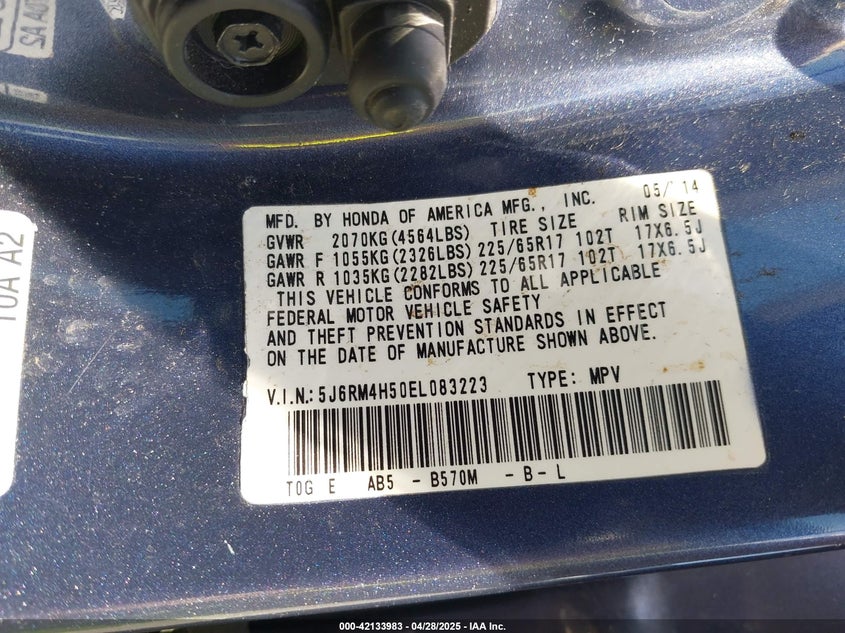 SA
10A A2
MFD. BY HONDA OF AMERICA MFG., INC. 05/14
GVWR 2070KG(4564LBS) TIRE SIZE RIM SIZE
GAWR F 1055KG(2326LBS) 225/65R17 102T 17X6.5J
GAWR R 1035KG(2282LBS) 225/65R17 102T 17X6.5J
THIS VEHICLE CONFORMS TO ALL APPLICABLE
FEDERAL MOTOR VEHICLE SAFETY
AND THEFT PREVENTION STANDARDS IN EFFECT
ON THE DATE OF MANUFACTURE SHOWN ABOVE.
V.I.N.:5J6RM4H50EL083223 TYPE: MPV
T0G E AB5 -B570M -B-L
000-42133983 | 04/28/2025 | IAA Inc.